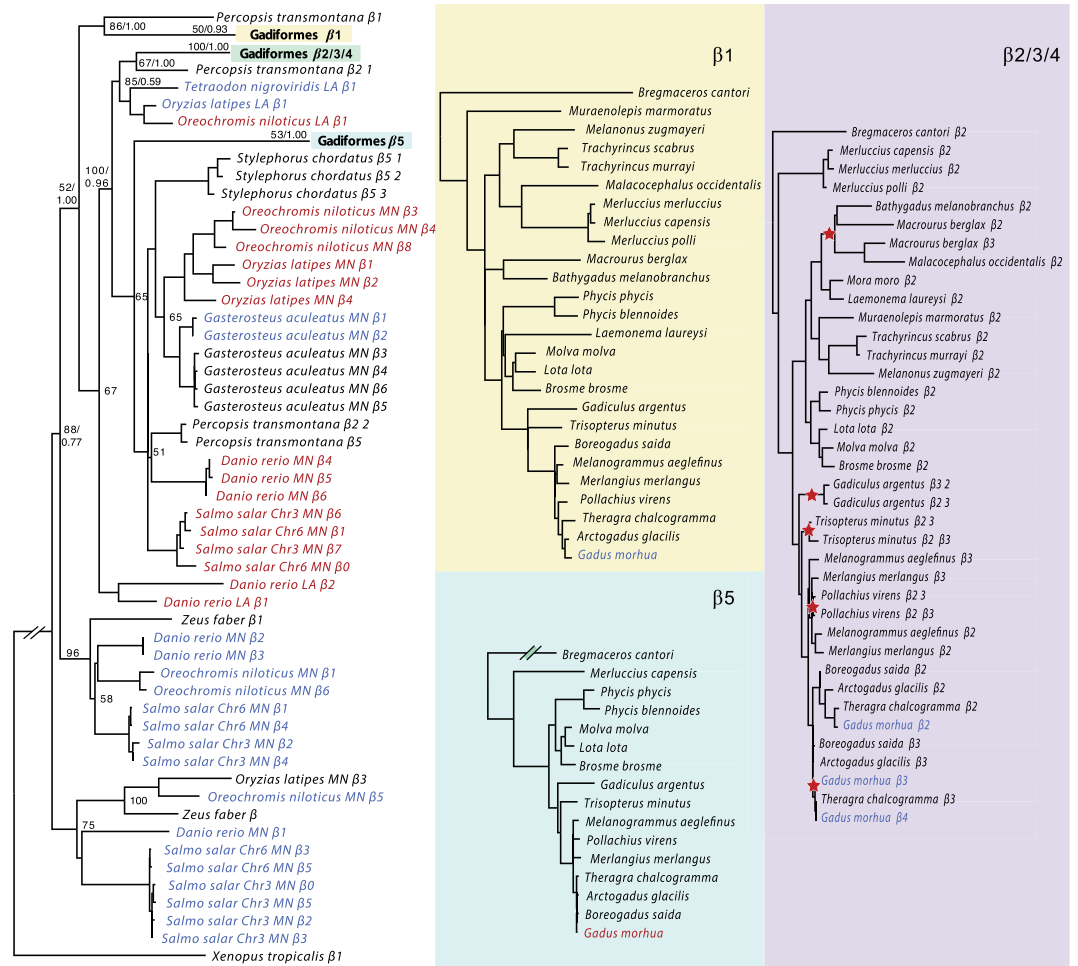 Percopsis transmontana β1
86/1.00
50/0.93
Gadiformes β1
100/1.00
Gadiformes β2/3/4
67/1.00
Percopsis transmontana β2 1
85/0.59
Tetraodon nigroviridis LA β1
Oryzias latipes LA β1
Oreochromis niloticus LA β1
53/1.00
Gadiformes β5
Stylephorus chordatus β5 1
100/
0.96
Stylephorus chordatus β5 2
52/
1.00
Stylephorus chordatus β5 3
Oreochromis niloticus MN β3
Oreochromis niloticus MN β4
Oreochromis niloticus MN β8
Oryzias latipes MN β1
Oryzias latipes MN β2
65
Oryzias latipes MN β4
65
Gasterosteus aculeatus MN β1
Gasterosteus aculeatus MN β2
Gasterosteus aculeatus MN β3
Gasterosteus aculeatus MN β4
67
Gasterosteus aculeatus MN β6
Gasterosteus aculeatus MN β5
Percopsis transmontana β2 2
88/
0.77
Percopsis transmontana β5
51
Danio rerio MN β4
Danio rerio MN β5
Danio rerio MN β6
Salmo salar Chr3 MN β6
Salmo salar Chr6 MN β1
Salmo salar Chr3 MN β7
Salmo salar Chr6 MN β0
Danio rerio LA β2
Danio rerio LA β1
Zeus faber β1
Danio rerio MN β2
96
Danio rerio MN β3
Oreochromis niloticus MN β1
Oreochromis niloticus MN β6
58
Salmo salar Chr6 MN β1
Salmo salar Chr6 MN β4
Salmo salar Chr3 MN β2
Salmo salar Chr3 MN β4
Oryzias latipes MN β3
100
Oreochromis niloticus MN β5
Zeus faber β
75
Danio rerio MN β1
Salmo salar Chr6 MN β3
Salmo salar Chr6 MN β5
Salmo salar Chr3 MN β0
Salmo salar Chr3 MN β5
Salmo salar Chr3 MN β2
Salmo salar Chr3 MN β3
Xenopus tropicalis β1
β1
Bregmaceros cantori
Muraenolepis marmoratus
Melanonus zugmayeri
Trachyrincus scabrus
Trachyrincus murrayi
Malacocephalus occidentalis
Merluccius merluccius
Merluccius capensis
Merluccius polli
Macrourus berglax
Bathygadus melanobranchus
Phycis phycis
Phycis blennoides
Laemonema laureysi
Molva molva
Lota lota
Brosme brosme
Gadiculus argentus
Trisopterus minutus
Boreogadus saida
Melanogrammus aeglefinus
Merlangius merlangus
Pollachius virens
Theragra chalcogramma
Arctogadus glacilis
Gadus morhua
β5
Bregmaceros cantori
Merluccius capensis
Phycis phycis
Phycis blennoides
Molva molva
Lota lota
Brosme brosme
Gadiculus argentus
Trisopterus minutus
Melanogrammus aeglefinus
Pollachius virens
Merlangius merlangus
Theragra chalcogramma
Arctogadus glacilis
Boreogadus saida
Gadus morhua
β2/3/4
Bregmaceros cantori β2
Merluccius capensis β2
Merluccius merluccius β2
Merluccius polli β2
Bathygadus melanobranchus β2
Macrourus berglax β2
Macrourus berglax β3
Malacocephalus occidentalis β2
Mora moro β2
Laemonema laureysi β2
Muraenolepis marmoratus β2
Trachyrincus scabrus β2
Trachyrincus murrayi β2
Melanonus zugmayeri β2
Phycis blennoides β2
Phycis phycis β2
Lota lota β2
Molva molva β2
Brosme brosme β2
Gadiculus argentus β3 2
Gadiculus argentus β2 3
Trisopterus minutus β2 3
Trisopterus minutus β2 β3
Melanogrammus aeglefinus β3
Merlangius merlangus β3
Pollachius virens β2 3
Pollachius virens β2 β3
Melanogrammus aeglefinus β2
Merlangius merlangus β2
Boreogadus saida β2
Arctogadus glacilis β2
Theragra chalcogramma β2
Gadus morhua β2
Boreogadus saida β3
Arctogadus glacilis β3
Gadus morhua β3
Theragra chalcogramma β3
Gadus morhua β4